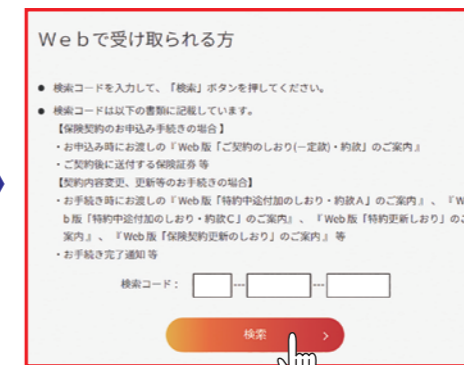 Ｗｅｂで受け取られる方
● 検索コードを入力して、「検索」ボタンを押してください。
● 検索コードは以下の書類に記載しています。
【保険契約のお申込み手続きの場合】
・お申込み時にお渡しの『Web版「ご契約のしおり(一定款)・約款」のご案内』
・ご契約後に送付する保険証券 等
【契約内容変更、更新等のお手続きの場合】
・お手続き時にお渡しの『Web版「特約中途付加のしおり・約款A」のご案内』、『W
b版「特約中途付加のしおり・約款C」のご案内』、『Web版「特約更新しおり」のご
案内』、『Web版「保険契約更新のしおり」のご案内』 等
・お手続き完了通知 等
検索コード： --- ---
検索